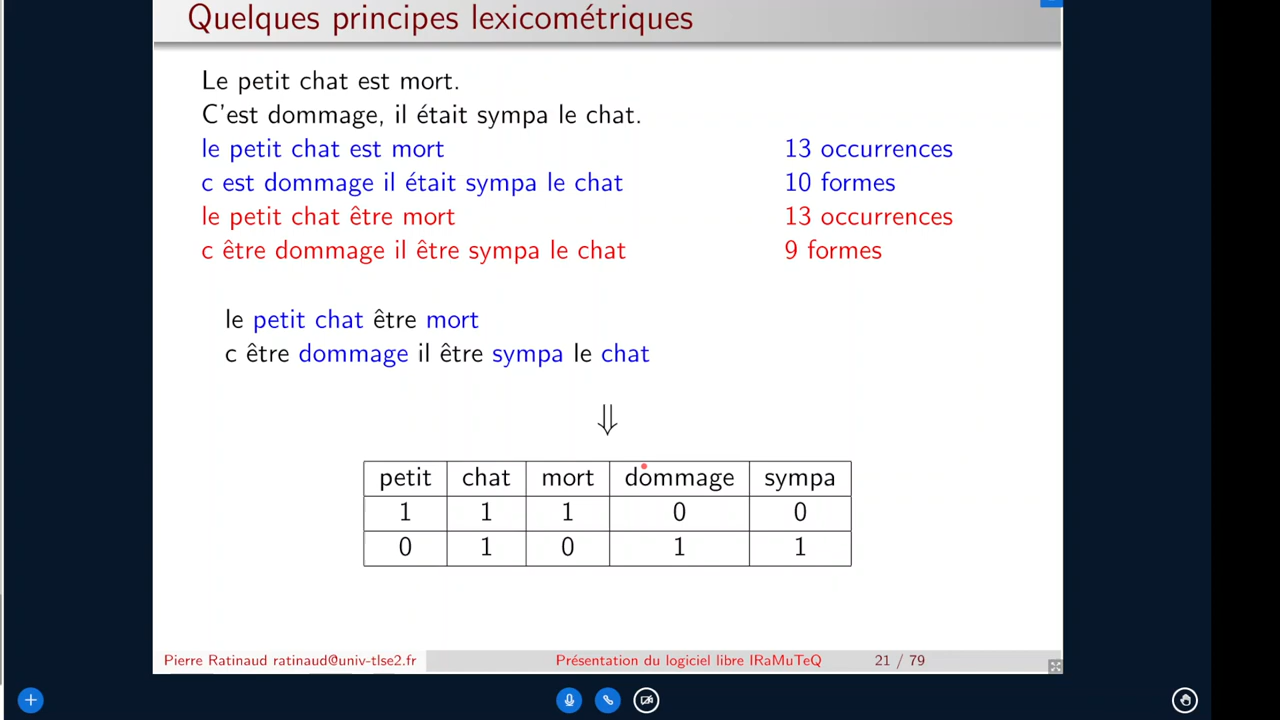 Quelques principes lexicométriques
Le petit chat est mort.
C'est dommage, il était sympa le chat.
le petit chat est mort 13 occurrences
c est dommage il était sympa le chat 10 formes
le petit chat être mort 13 occurrences
c être dommage il être sympa le chat 9 formes
le petit chat être mort
c être dommage il être sympa le chat
⇓
petit chat mort dommage sympa
1 1 1 0 0
0 1 0 1 1
Pierre Ratinaud ratinaud@univ-tlse2.fr Présentation du logiciel libre IRaMuTeQ 21 / 79